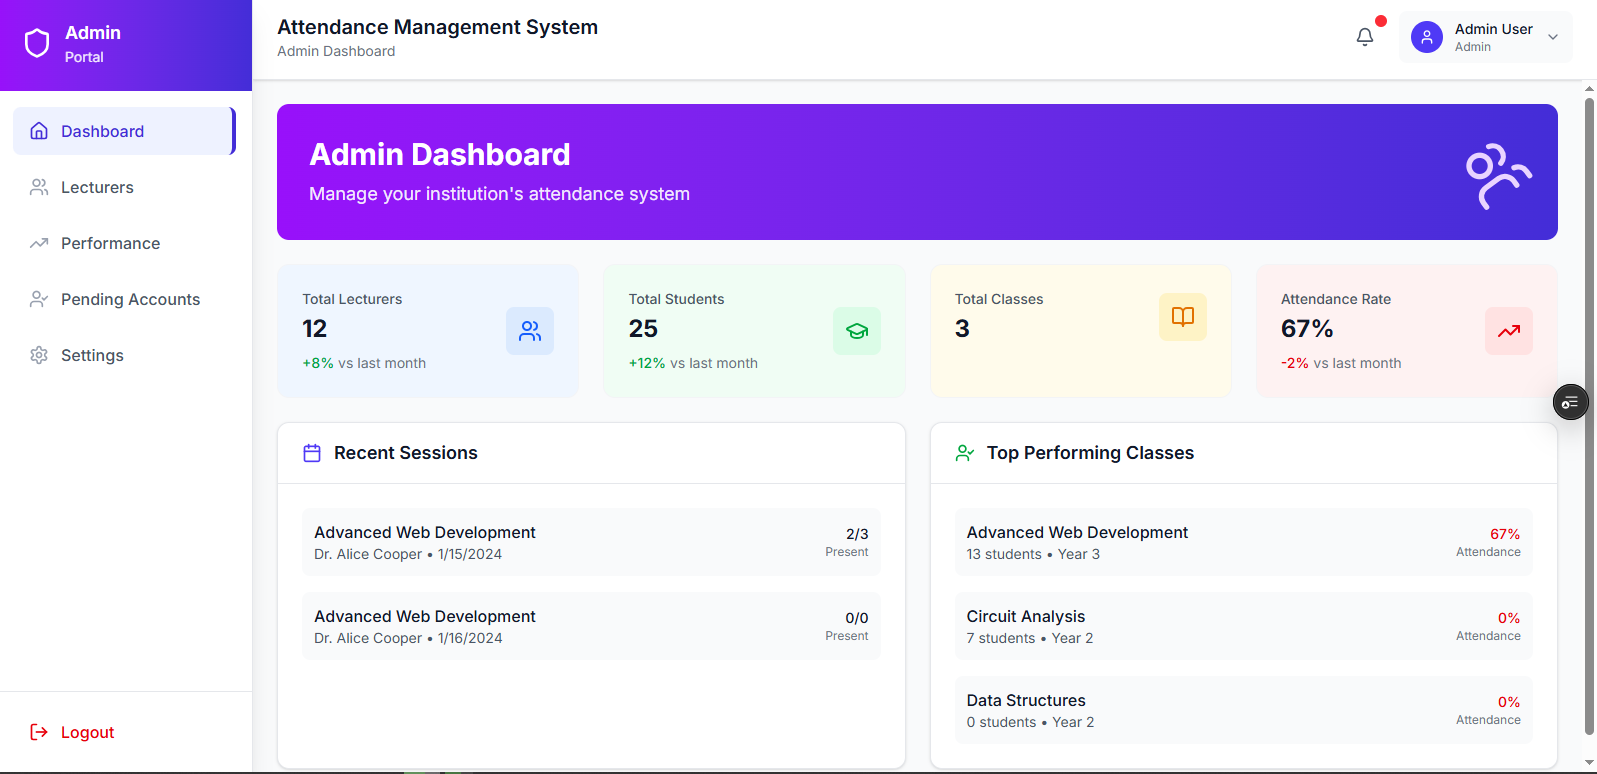 Admin
Portal
Dashboard
Lecturers
Performance
Pending Accounts
Settings
Logout
Attendance Management System
Admin Dashboard
Admin User
Admin
Admin Dashboard
Manage your institution's attendance system
Total Lecturers
12
+8% vs last month
Total Students
25
+12% vs last month
Total Classes
3
Attendance Rate
67%
-2% vs last month
Recent Sessions
Advanced Web Development
Dr. Alice Cooper • 1/15/2024
2/3
Present
Advanced Web Development
Dr. Alice Cooper • 1/16/2024
0/0
Present
Top Performing Classes
Advanced Web Development
13 students • Year 3
67%
Attendance
Circuit Analysis
7 students • Year 2
0%
Attendance
Data Structures
0 students • Year 2
0%
Attendance